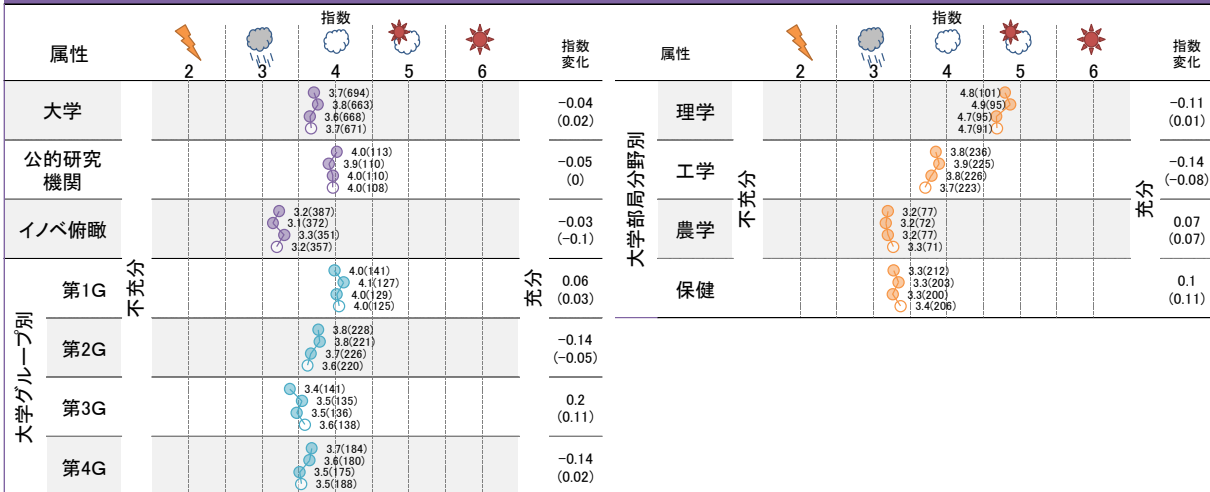 指数
属性
2 3 4 5 6
指数
変化
大学
3.7(694)
3.8(663)
3.6(668)
3.7(671)
-0.04
(0.02)
公的研究
機関
4.0(113)
3.9(110)
4.0(110)
4.0(108)
-0.05
(0)
イノベ俯瞰
3.2(387)
3.1(372)
3.3(351)
3.2(357)
-0.03
(-0.1)
不充分
充分
大学グループ別
第1G
4.0(141)
4.1(127)
4.0(129)
4.0(125)
0.06
(0.03)
第2G
3.8(228)
3.8(221)
3.7(226)
3.6(220)
-0.14
(-0.05)
第3G
3.4(141)
3.5(135)
3.5(136)
3.6(138)
0.2
(0.11)
第4G
3.7(184)
3.6(180)
3.5(175)
3.5(188)
-0.14
(0.02)
指数
属性
2 3 4 5 6
指数
変化
大学部局分野別
不充分
充分
理学
4.8(101)
4.9(95)
4.7(95)
4.7(91)
-0.11
(0.01)
工学
3.8(236)
3.9(225)
3.8(226)
3.7(223)
-0.14
(-0.08)
農学
3.2(77)
3.2(72)
3.2(77)
3.3(71)
0.07
(0.07)
保健
3.3(212)
3.3(203)
3.3(200)
3.4(206)
0.1
(0.11)